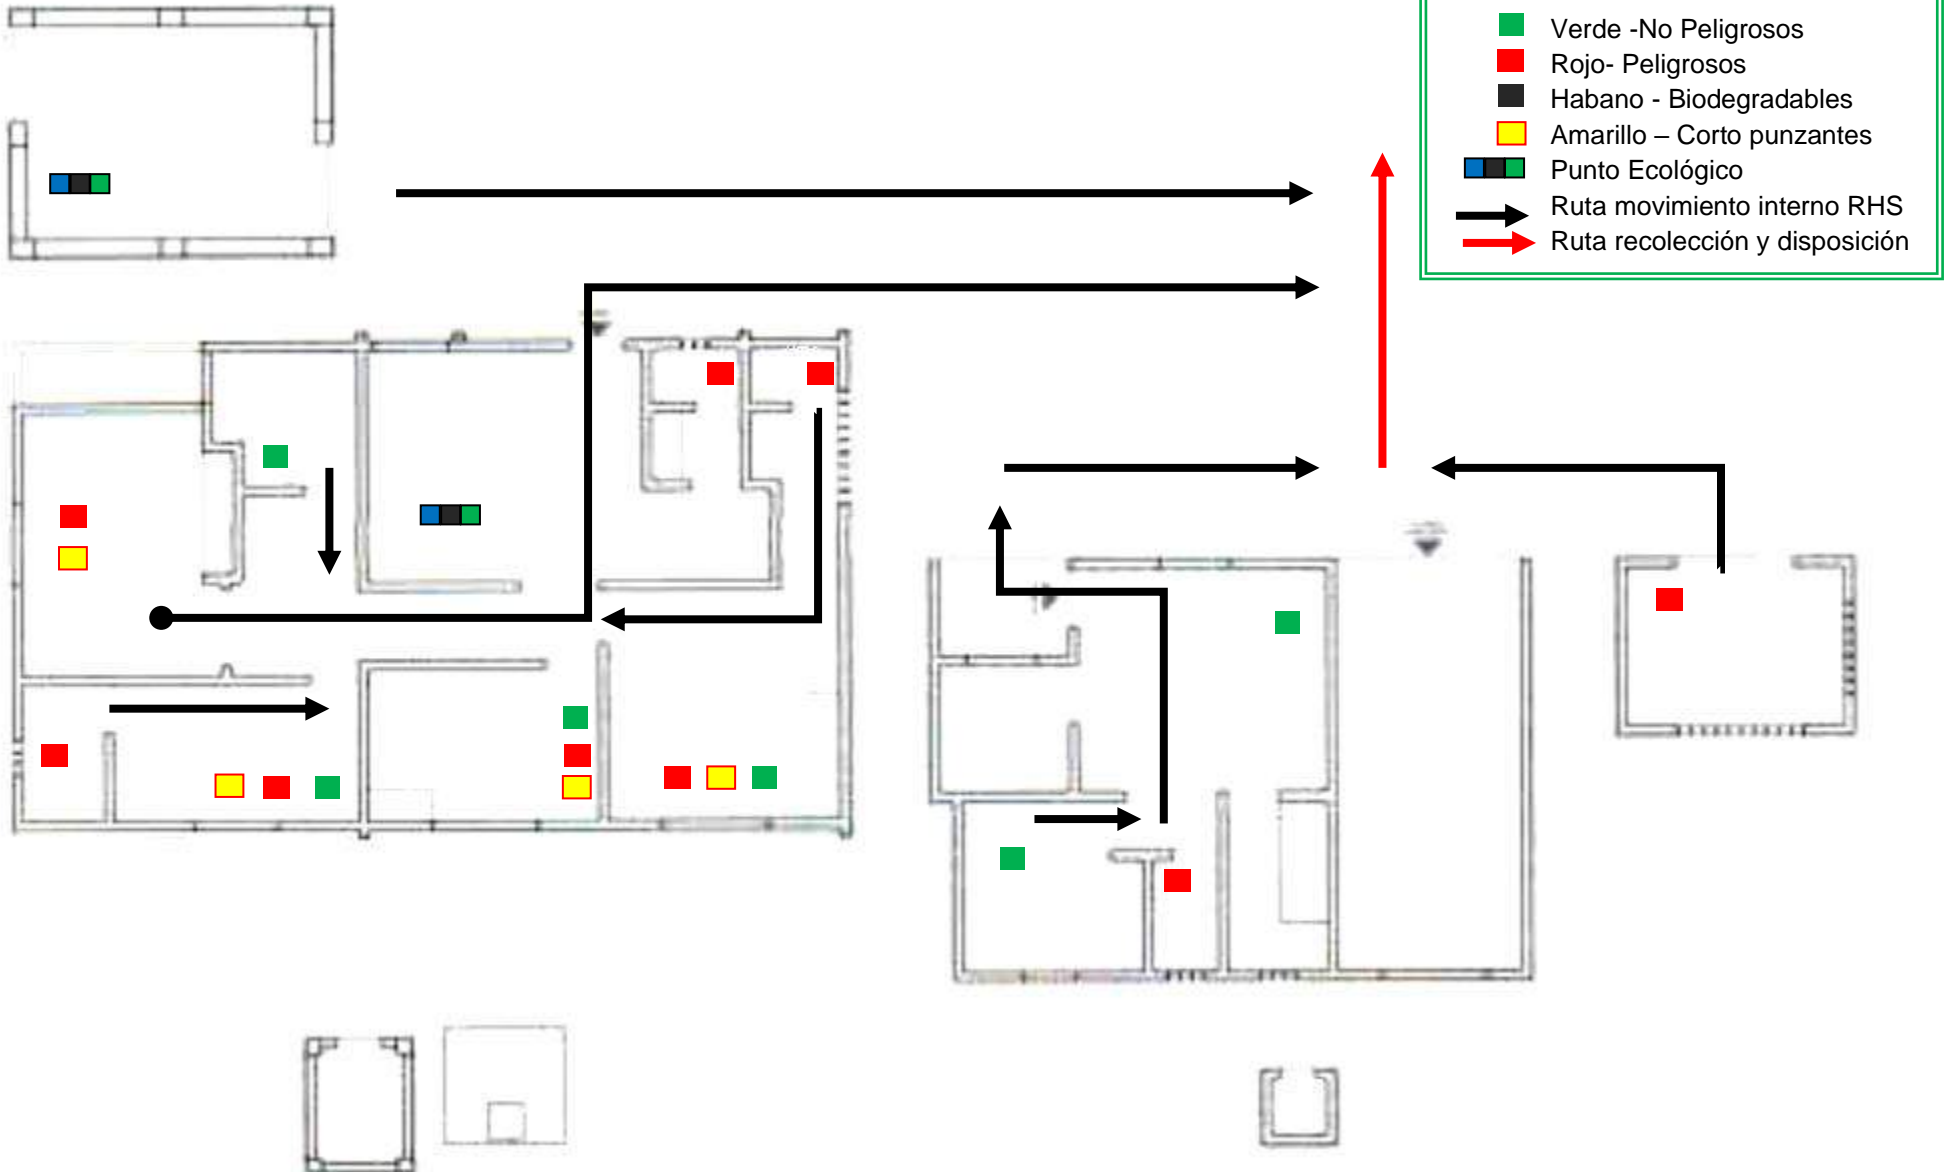 Verde -No Peligrosos
Rojo- Peligrosos
Habano - Biodegradables
Amarillo – Corto punzantes
Punto Ecológico
Ruta movimiento interno RHS
Ruta recolección y disposición